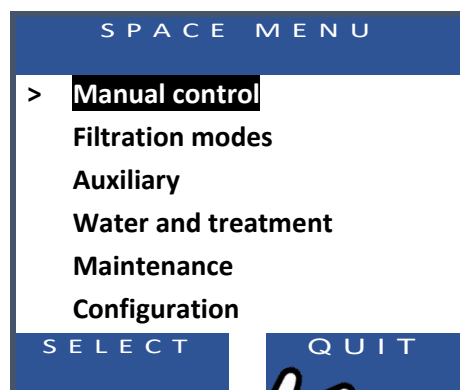 SPACE MENU
> Manual control
Filtration modes
Auxiliary
Water and treatment
Maintenance
Configuration
SELECT QUIT